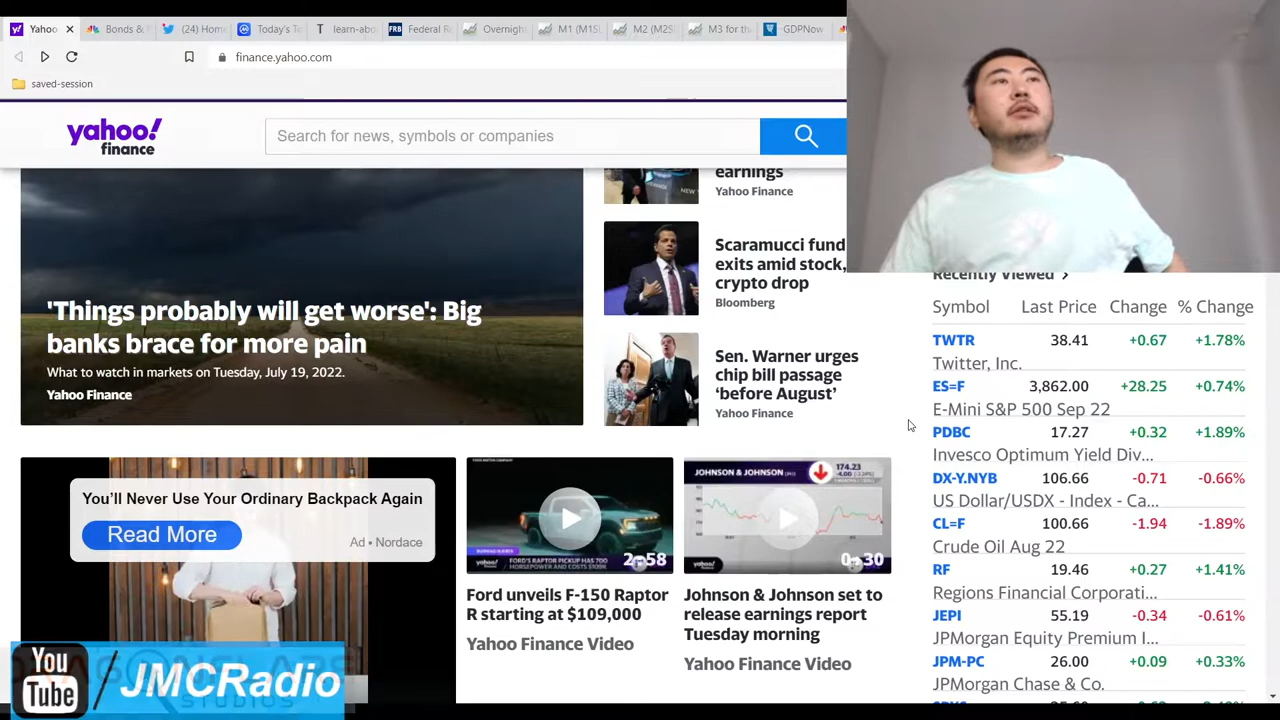 Yahoo
Bonds &
(24) Home
Today's To
learn-abo
FRB
Federal R
Overnight
M1 (M1SL
M2 (M2S
M3 for th
GDPNow
finance.yahoo.com
saved-session
yahoo!
finance
Search for news, symbols or companies
earnings
Yahoo Finance
'Things probably will get worse': Big
banks brace for more pain
What to watch in markets on Tuesday, July 19, 2022.
Yahoo Finance
Scaramucci fund
exits amid stock,
crypto drop
Bloomberg
Sen. Warner urges
chip bill passage
'before August'
Yahoo Finance
You'll Never Use Your Ordinary Backpack Again
Read More
Ad • Nordace
2:58
Ford unveils F-150 Raptor
R starting at $109,000
Yahoo Finance Video
JOHNSON & JOHNSON
174.23
0:30
Johnson & Johnson set to
release earnings report
Tuesday morning
Yahoo Finance Video
Recently Viewed
Symbol Last Price Change % Change
TWTR 38.41 +0.67 +1.78%
Twitter, Inc.
ES=F 3,862.00 +28.25 +0.74%
E-Mini S&P 500 Sep 22
PDBC 17.27 +0.32 +1.89%
Invesco Optimum Yield Div...
DX-Y.NYB 106.66 -0.71 -0.66%
US Dollar/USDX - Index - Ca...
CL=F 100.66 -1.94 -1.89%
Crude Oil Aug 22
RF 19.46 +0.27 +1.41%
Regions Financial Corporati...
JEPI 55.19 -0.34 -0.61%
JPMorgan Equity Premium I...
JPM-PC 26.00 +0.09 +0.33%
JPMorgan Chase & Co.
You
Tube
/ JMCRadio
STUDIOS